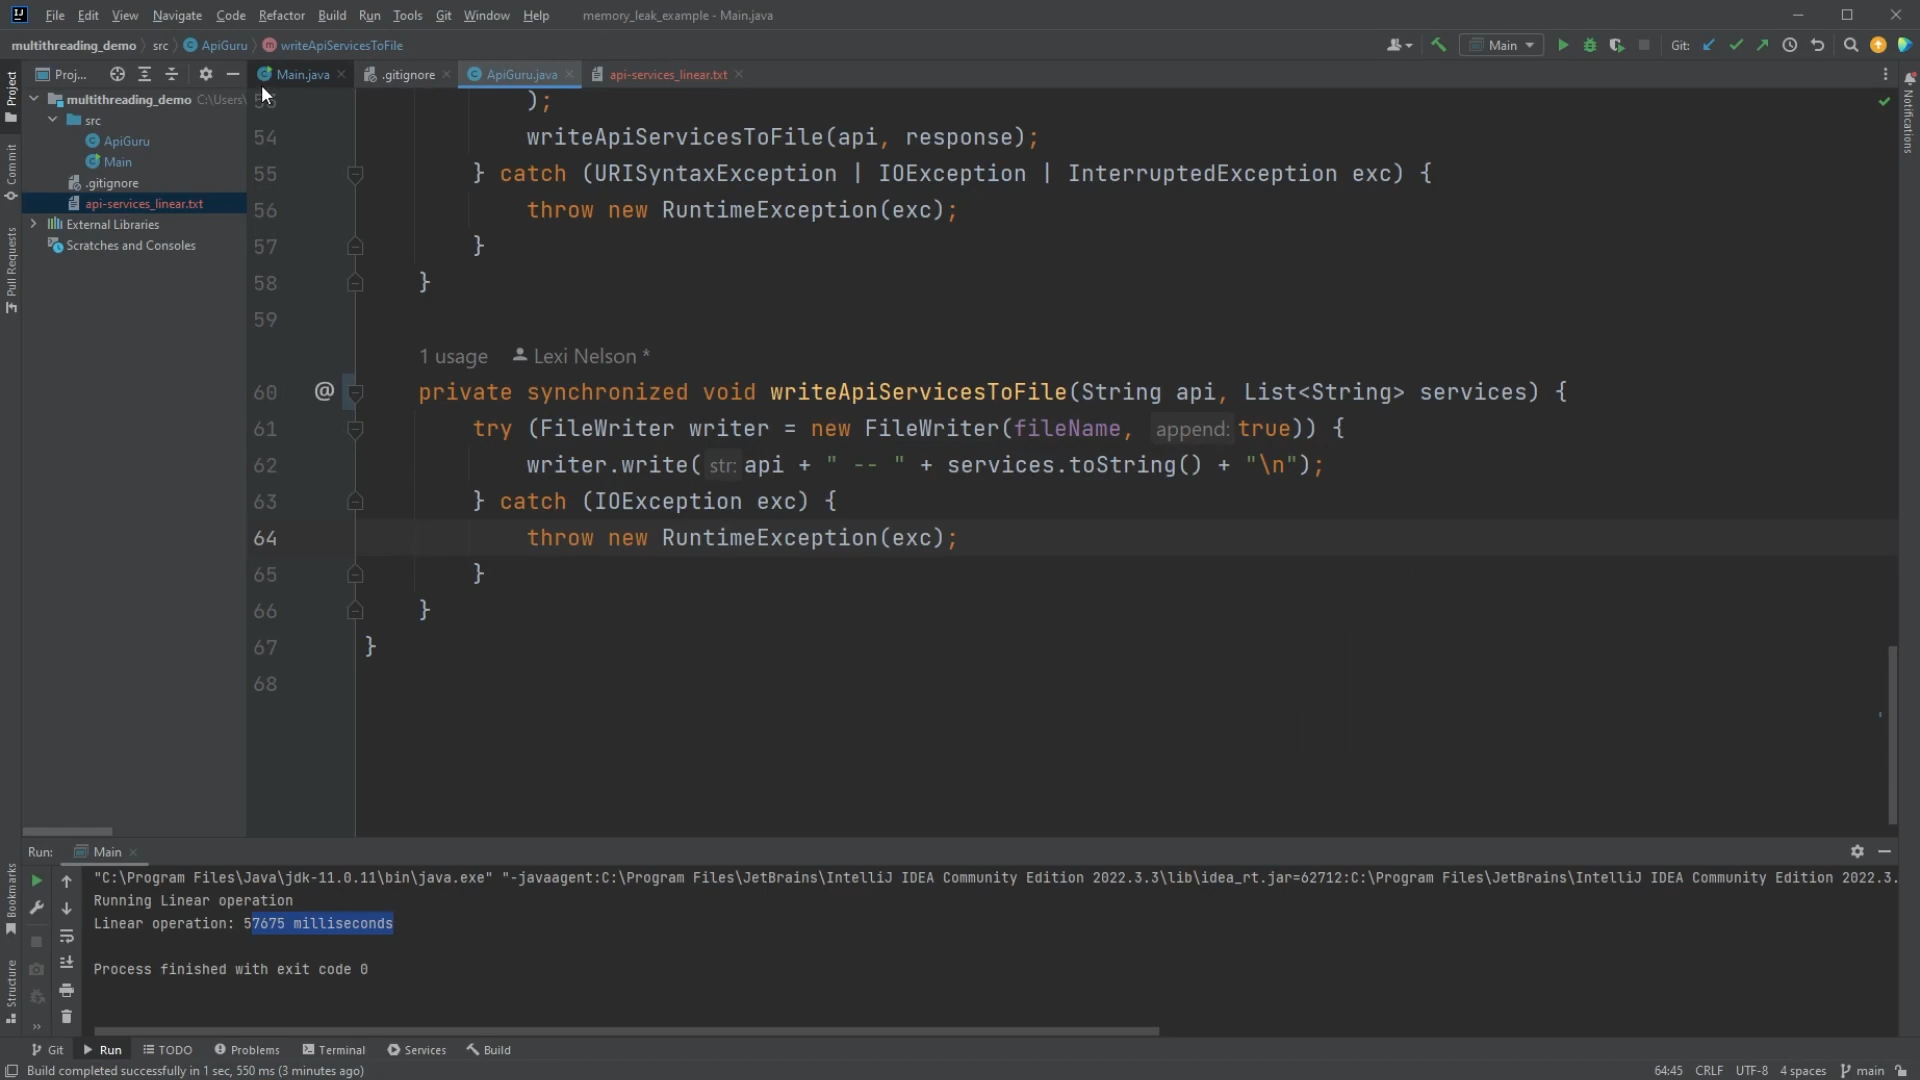 File Edit View Navigate Code Refactor Build Run Tools Git Window Help memory_leak_example - Main.java
multithreading_demo src ApiGuru writeApiServicesToFile Main Git:
Proj... Main.java .gitignore ApiGuru.java api-services_linear.txt
Project
Commit
Pull Requests
Bookmarks
Structure
Notifications
multithreading_demo C:\Users\
src
ApiGuru
Main
.gitignore
api-services_linear.txt
External Libraries
Scratches and Consoles
);
54 writeApiServicesToFile(api, response);
55 } catch (URISyntaxException | IOException | InterruptedException exc) {
56 throw new RuntimeException(exc);
57 }
58 }
59
1 usage Lexi Nelson *
60 @ private synchronized void writeApiServicesToFile(String api, List<String> services) {
61 try (FileWriter writer = new FileWriter(fileName, append: true)) {
62 writer.write( str: api + " -- " + services.toString() + "\n");
63 } catch (IOException exc) {
64 throw new RuntimeException(exc);
65 }
66 }
67 }
68
Run: Main
"C:\Program Files\Java\jdk-11.0.11\bin\java.exe" "-javaagent:C:\Program Files\JetBrains\IntelliJ IDEA Community Edition 2022.3.3\lib\idea_rt.jar=62712:C:\Program Files\JetBrains\IntelliJ IDEA Community Edition 2022.3.
Running Linear operation
Linear operation: 57675 milliseconds
Process finished with exit code 0
Git Run TODO Problems Terminal Services Build
Build completed successfully in 1 sec, 550 ms (3 minutes ago) 64:45 CRLF UTF-8 4 spaces main